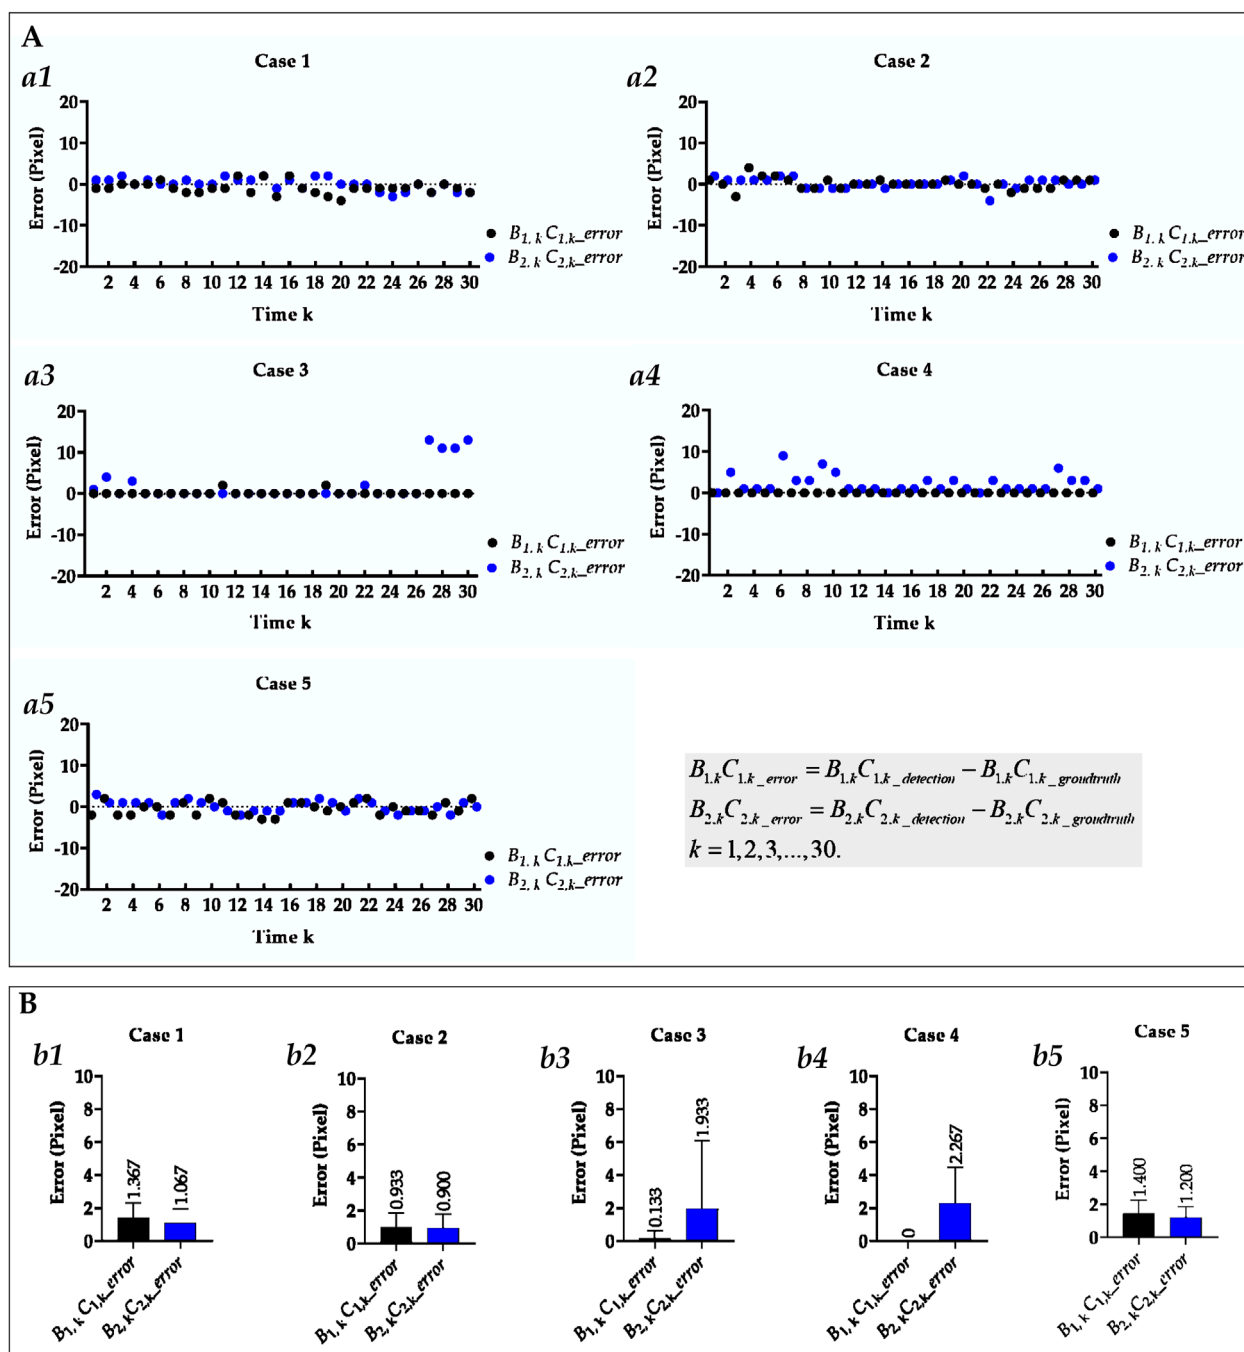 A
Case 1
a1
20
10
0
-10
-20
Error (Pixel)
2 4 6 8 10 12 14 16 18 20 22 24 26 28 30
Time k
B1, k C1,k_error
B2, k C2,k_error
Case 2
a2
20
10
0
-10
-20
Error (Pixel)
2 4 6 8 10 12 14 16 18 20 22 24 26 28 30
Time k
B1, k C1,k_error
B2, k C2,k_error
Case 3
a3
20
10
0
-10
-20
Error (Pixel)
2 4 6 8 10 12 14 16 18 20 22 24 26 28 30
Time k
B1, k C1,k_error
B2, k C2,k_error
Case 4
a4
20
10
0
-10
-20
Error (Pixel)
2 4 6 8 10 12 14 16 18 20 22 24 26 28 30
Time k
B1, k C1,k_error
B2, k C2,k_error
Case 5
a5
20
10
0
-10
-20
Error (Pixel)
2 4 6 8 10 12 14 16 18 20 22 24 26 28 30
Time k
B1, k C1,k_error
B2, k C2,k_error
B1.kC1.k_error = B1.kC1.k_detection − B1.kC1.k_groudtruth
B2.kC2.k_error = B2.kC2.k_detection − B2.kC2.k_groudtruth
k = 1,2,3,...,30.
B
Case 1
b1
10
8
6
4
2
0
Error (Pixel)
1.367
1.067
B1, kC1,k_error
B2, kC2,k_error
Case 2
b2
10
8
6
4
2
0
Error (Pixel)
0.933
0.900
B1, kC1,k_error
B2, kC2,k_error
Case 3
b3
10
8
6
4
2
0
Error (Pixel)
0.133
1.933
B1, kC1,k_error
B2, kC2,k_error
Case 4
b4
10
8
6
4
2
0
Error (Pixel)
0
2.267
B1, kC1,k_error
B2, kC2,k_error
Case 5
b5
10
8
6
4
2
0
Error (Pixel)
1.400
1.200
B1, kC1,k_error
B2, kC2,k_error